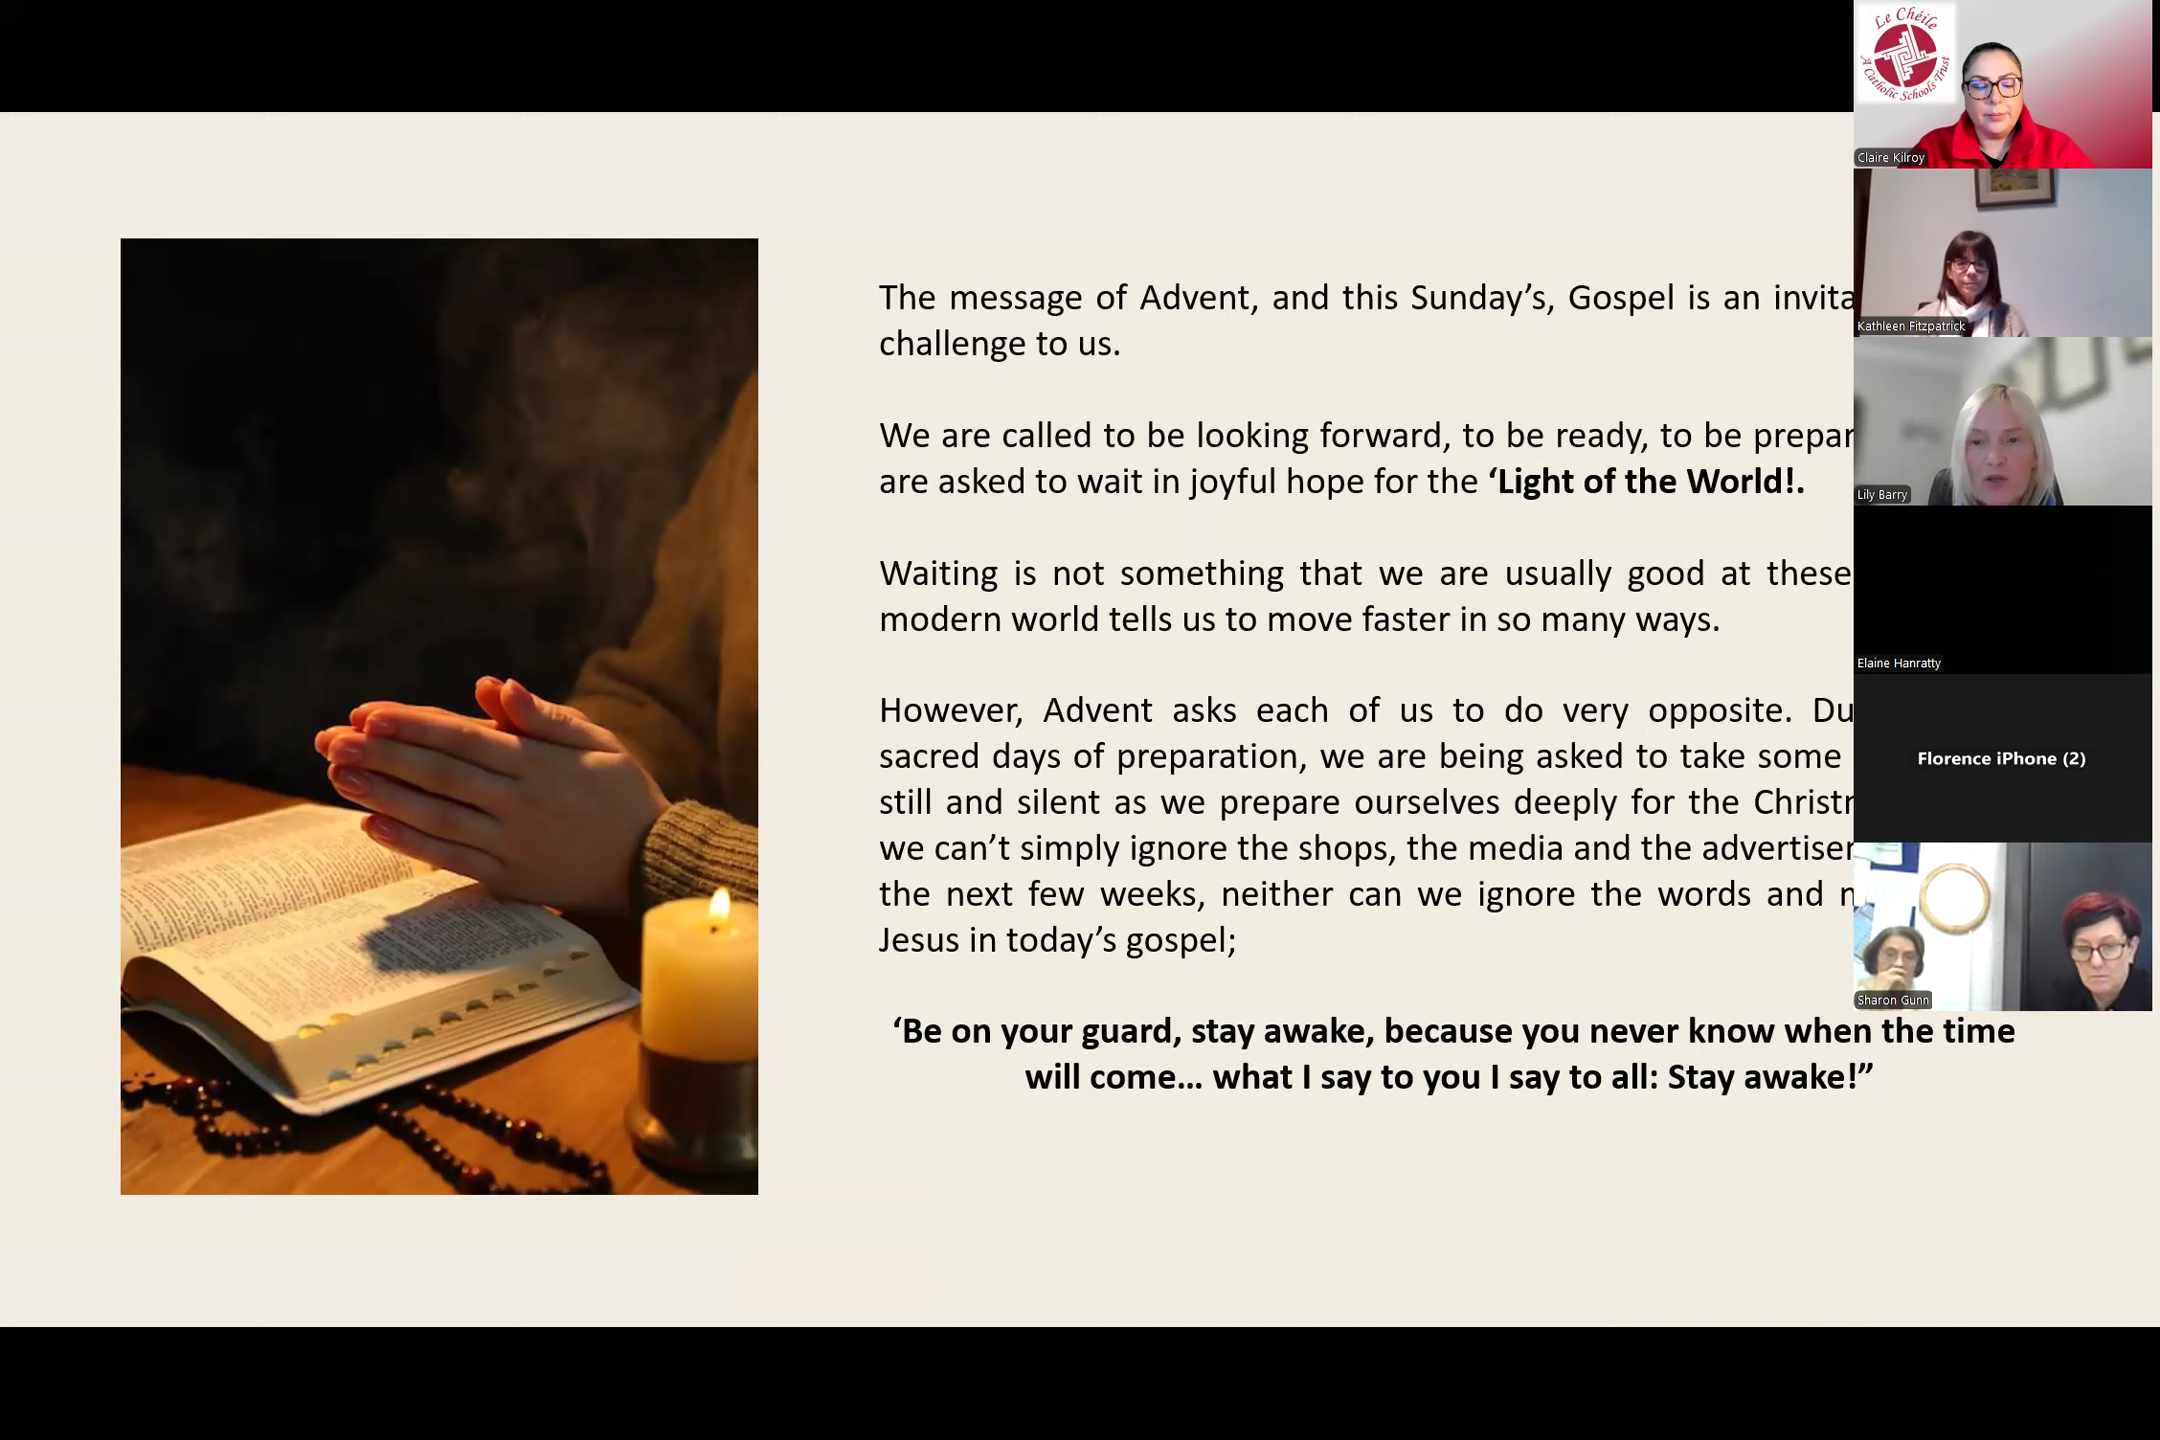 The message of Advent, and this Sunday’s, Gospel is an invita
challenge to us.
We are called to be looking forward, to be ready, to be prepar
are asked to wait in joyful hope for the ‘Light of the World!.
Waiting is not something that we are usually good at these
modern world tells us to move faster in so many ways.
However, Advent asks each of us to do very opposite. Du
sacred days of preparation, we are being asked to take some
still and silent as we prepare ourselves deeply for the Christ
we can’t simply ignore the shops, the media and the advertise
the next few weeks, neither can we ignore the words and
Jesus in today’s gospel;
‘Be on your guard, stay awake, because you never know when the time
will come... what I say to you I say to all: Stay awake!”
Le Chéile
A Catholic Schools Trust
Claire Kilroy
Kathleen Fitzpatrick
Lily Barry
Elaine Hanratty
Florence iPhone (2)
Sharon Gunn